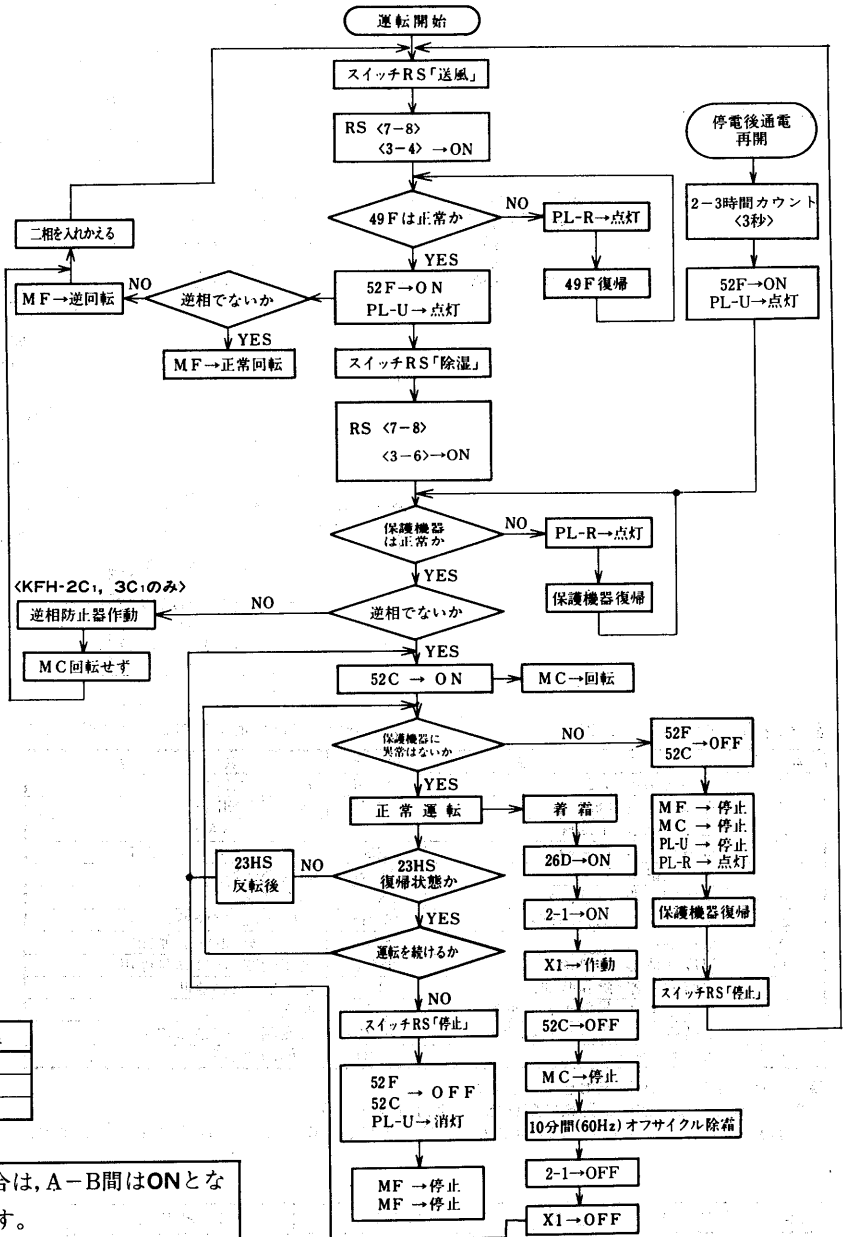 運転開始
スイッチRS「送風」
RS <7-8>
<3-4> →ON
停電後通電
再開
2-3時間カウント
<3秒>
52F→ON
PL-U→点灯
49Fは正常か
NO
PL-R→点灯
49F復帰
YES
52F→ON
PL-U→点灯
二相を入れかえる
MF→逆回転
NO
逆相でないか
YES
MF→正常回転
スイッチRS「除湿」
RS <7-8>
<3-6>→ON
保護機器
は正常か
NO
PL-R→点灯
保護機器復帰
YES
<KFH-2C₁, 3C₁のみ>
逆相防止器作動
NO
逆相でないか
MC回転せず
YES
52C → ON
MC→回転
保護機器に
異常はないか
NO
52F
52C
→OFF
YES
正常運転
着霜
MF → 停止
MC → 停止
PL-U → 停止
PL-R → 点灯
23HS
反転後
NO
23HS
復帰状態か
26D→ON
YES
2-1→ON
保護機器復帰
運転を続けるか
X1→作動
スイッチRS「停止」
NO
スイッチRS「停止」
52C→OFF
52F
52C
→ OFF
PL-U→消灯
MC→停止
10分間(60Hz)オフサイクル除霜
2-1→OFF
MF →停止
MF →停止
X1→OFF
合は,A-B間はONとな
す。